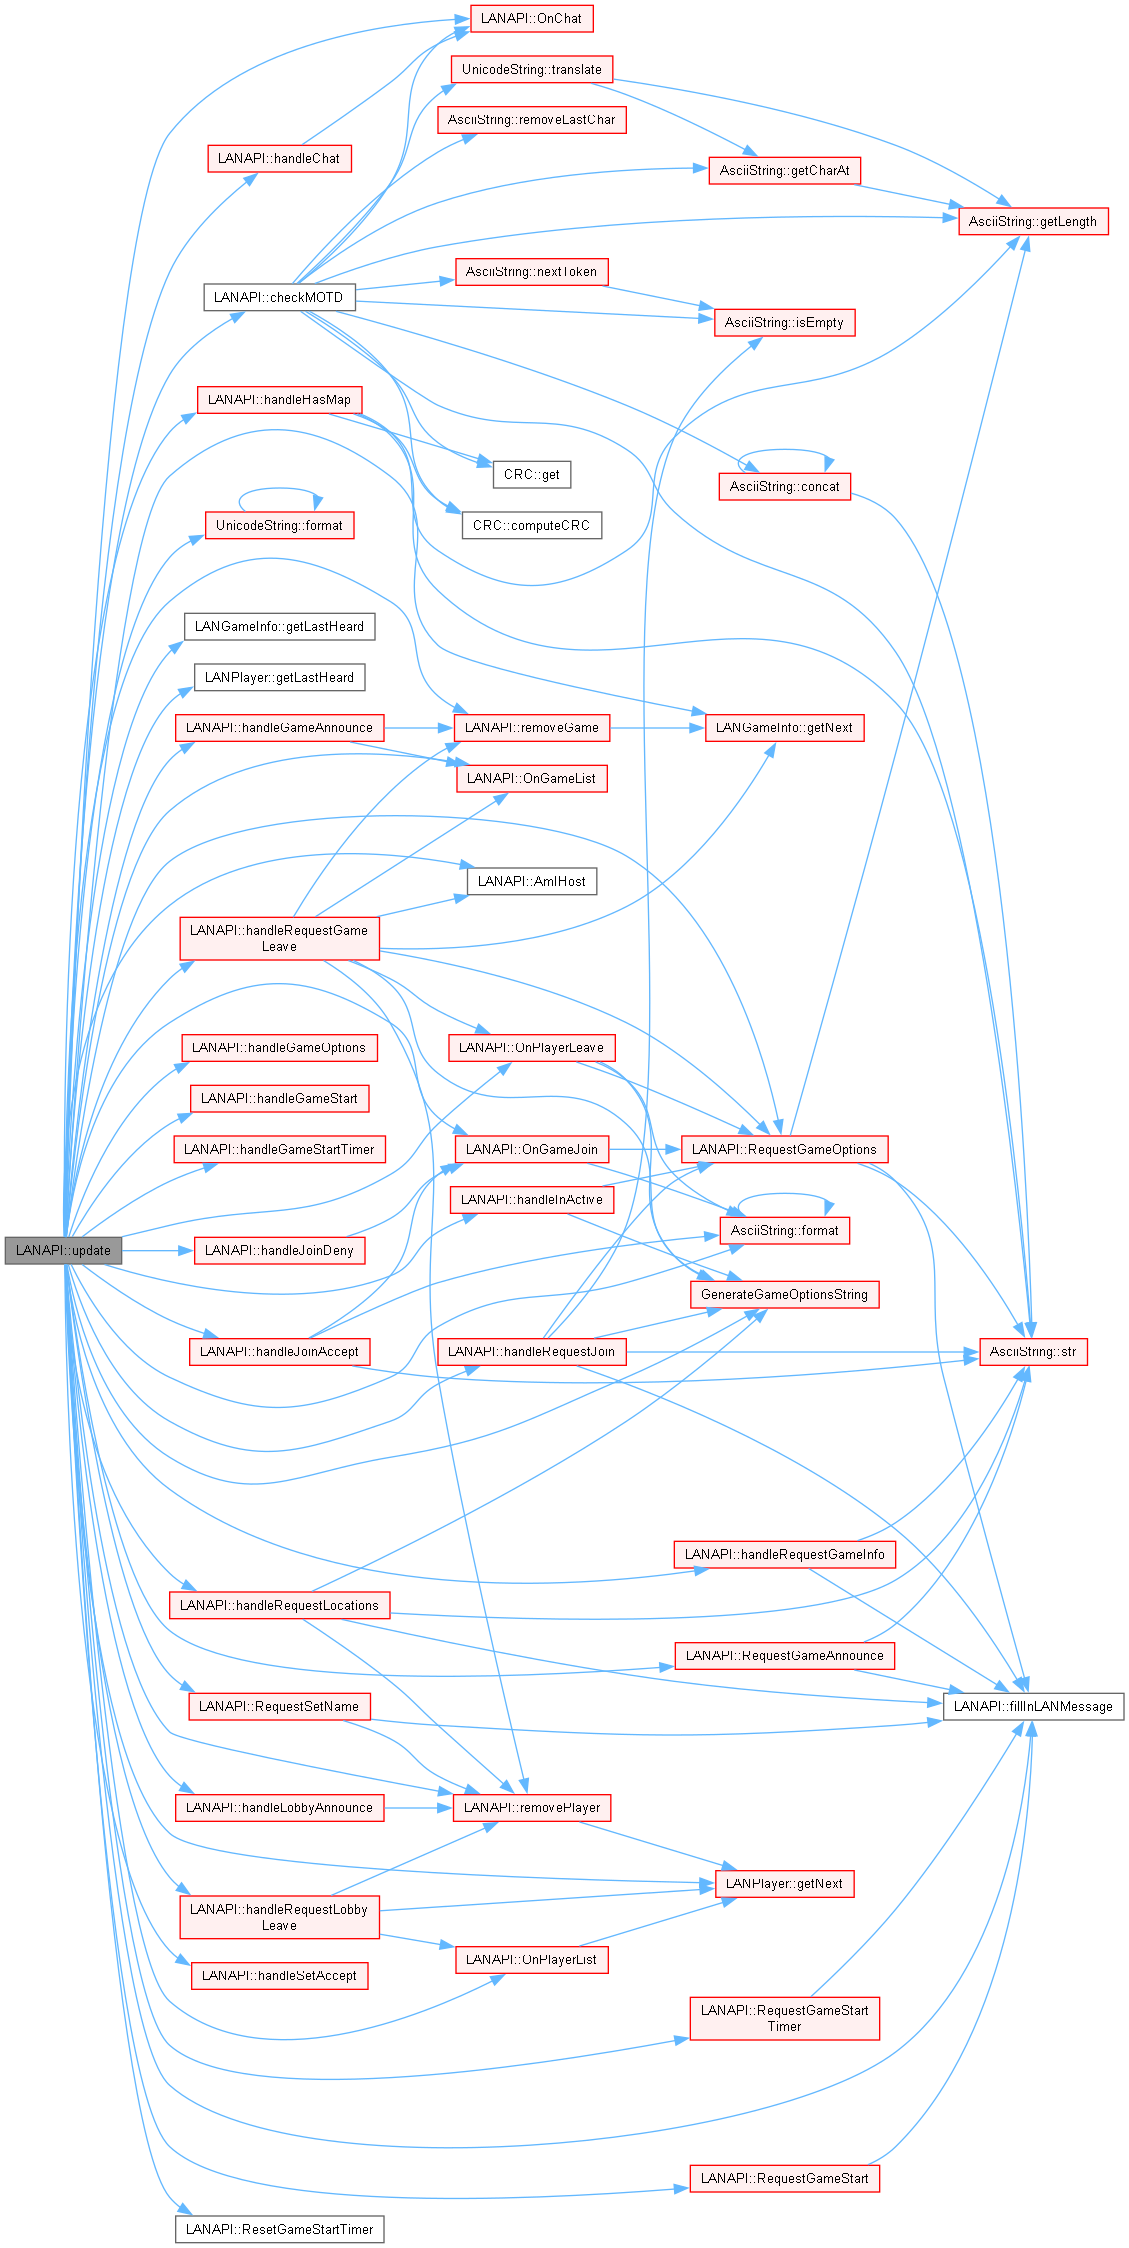 LANAPI::OnChat
UnicodeString::translate
AsciiString::removeLastChar
LANAPI::handleChat
AsciiString::getCharAt
AsciiString::getLength
AsciiString::nextToken
LANAPI::checkMOTD
AsciiString::isEmpty
LANAPI::handleHasMap
CRC::get
AsciiString::concat
UnicodeString::format
CRC::computeCRC
LANGameInfo::getLastHeard
LANPlayer::getLastHeard
LANAPI::handleGameAnnounce
LANAPI::removeGame
LANGameInfo::getNext
LANAPI::OnGameList
LANAPI::AmIHost
LANAPI::handleRequestGame
Leave
LANAPI::handleGameOptions
LANAPI::OnPlayerLeave
LANAPI::handleGameStart
LANAPI::handleGameStartTimer
LANAPI::OnGameJoin
LANAPI::RequestGameOptions
LANAPI::handleInActive
AsciiString::format
LANAPI::update
LANAPI::handleJoinDeny
GenerateGameOptionsString
LANAPI::handleJoinAccept
LANAPI::handleRequestJoin
AsciiString::str
LANAPI::handleRequestGameInfo
LANAPI::handleRequestLocations
LANAPI::RequestGameAnnounce
LANAPI::RequestSetName
LANAPI::fillInLANMessage
LANAPI::handleLobbyAnnounce
LANAPI::removePlayer
LANPlayer::getNext
LANAPI::handleRequestLobby
Leave
LANAPI::OnPlayerList
LANAPI::handleSetAccept
LANAPI::RequestGameStart
Timer
LANAPI::RequestGameStart
LANAPI::ResetGameStartTimer